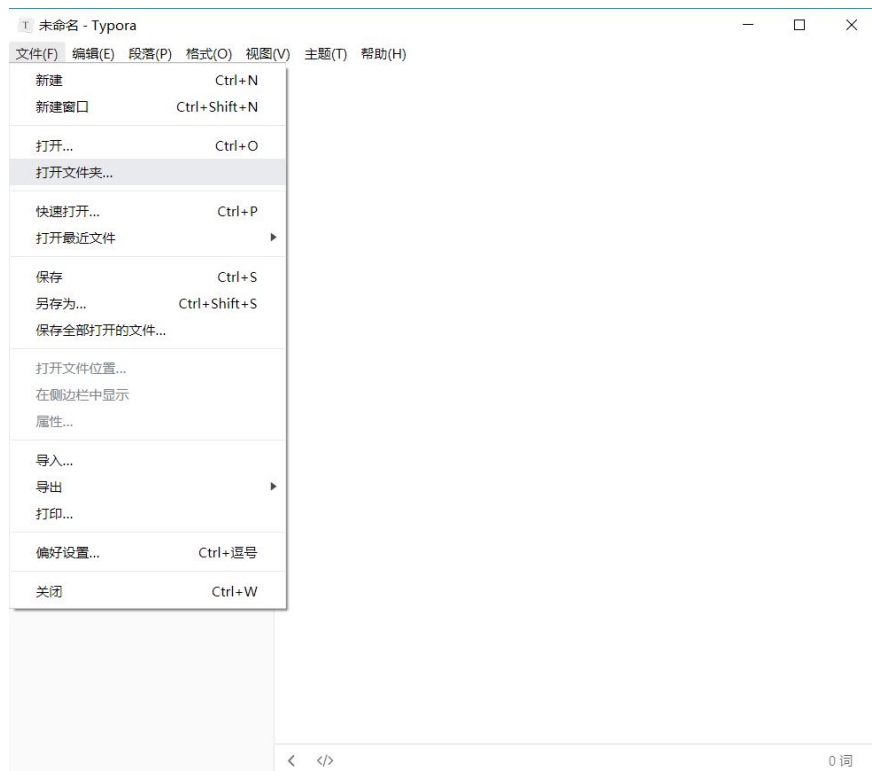 T 未命名 - Typora
文件(F) 编辑(E) 段落(P) 格式(O) 视图(V) 主题(T) 帮助(H)
新建 Ctrl+N
新建窗口 Ctrl+Shift+N
打开... Ctrl+O
打开文件夹...
快速打开... Ctrl+P
打开最近文件
保存 Ctrl+S
另存为... Ctrl+Shift+S
保存全部打开的文件...
打开文件位置...
在侧边栏中显示
属性...
导入...
导出
打印...
偏好设置... Ctrl+逗号
关闭 Ctrl+W
</> 0 词